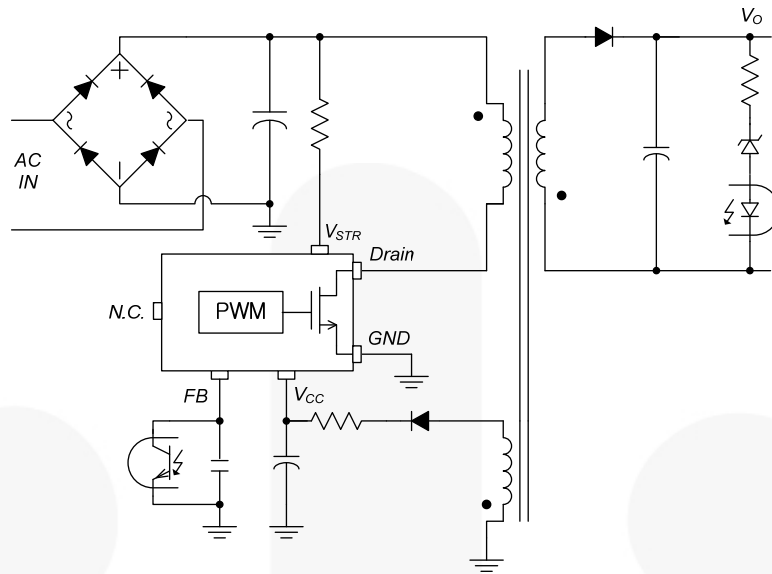 V_O
AC
IN
V_STR
Drain
N.C.
PWM
GND
FB
V_CC